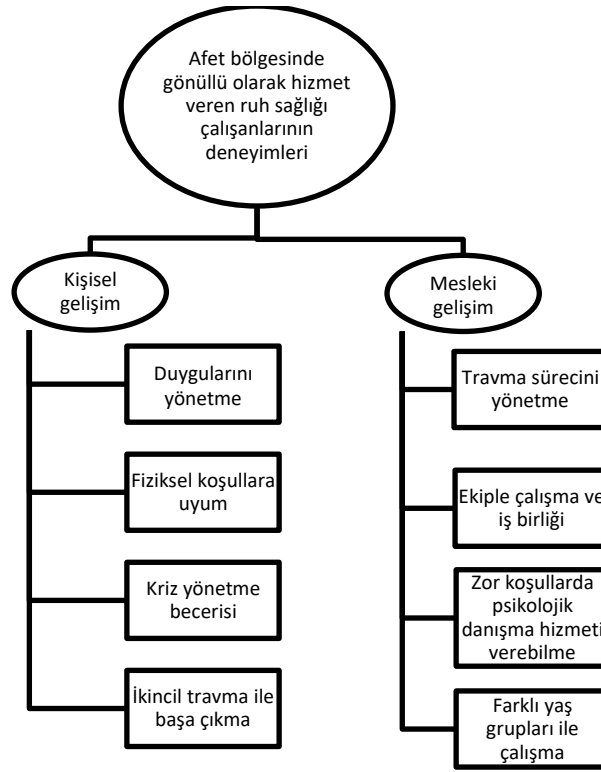 Afet bölgesinde
gönüllü olarak hizmet
veren ruh sağlığı
çalışanlarının
deneyimleri
Kişisel
gelişim
Duygularını
yönetme
Fiziksel koşullara
uyum
Kriz yönetme
becerisi
İkincil travma ile
başa çıkma
Mesleki
gelişim
Travma sürecini
yönetme
Ekiple çalışma ve
iş birliği
Zor koşullarda
psikolojik
danışma hizmeti
verebilme
Farklı yaş
grupları ile
çalışma